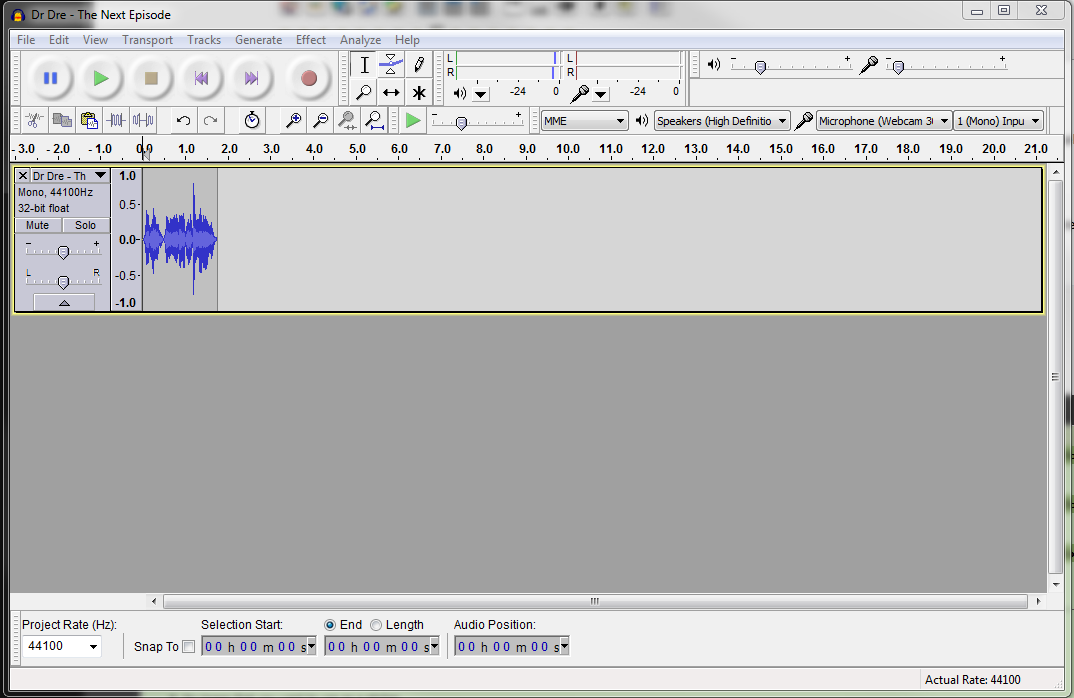 Dr Dre - The Next Episode
File Edit View Transport Tracks Generate Effect Analyze Help
L
R
-24 0
L
R
-24 0
- +
- +
- +
MME
Speakers (High Definitio
Microphone (Webcam 3(
1 (Mono) Inpu
- 3.0 - 2.0 - 1.0 0.0 1.0 2.0 3.0 4.0 5.0 6.0 7.0 8.0 9.0 10.0 11.0 12.0 13.0 14.0 15.0 16.0 17.0 18.0 19.0 20.0 21.0
Dr Dre - Th
Mono, 44100Hz
32-bit float
Mute Solo
- +
L R
1.0
0.5-
0.0-
-0.5-
-1.0
Project Rate (Hz):
44100
Snap To
Selection Start:
00 h 00 m 00 s
End Length
00 h 00 m 00 s
Audio Position:
00 h 00 m 00 s
Actual Rate: 44100